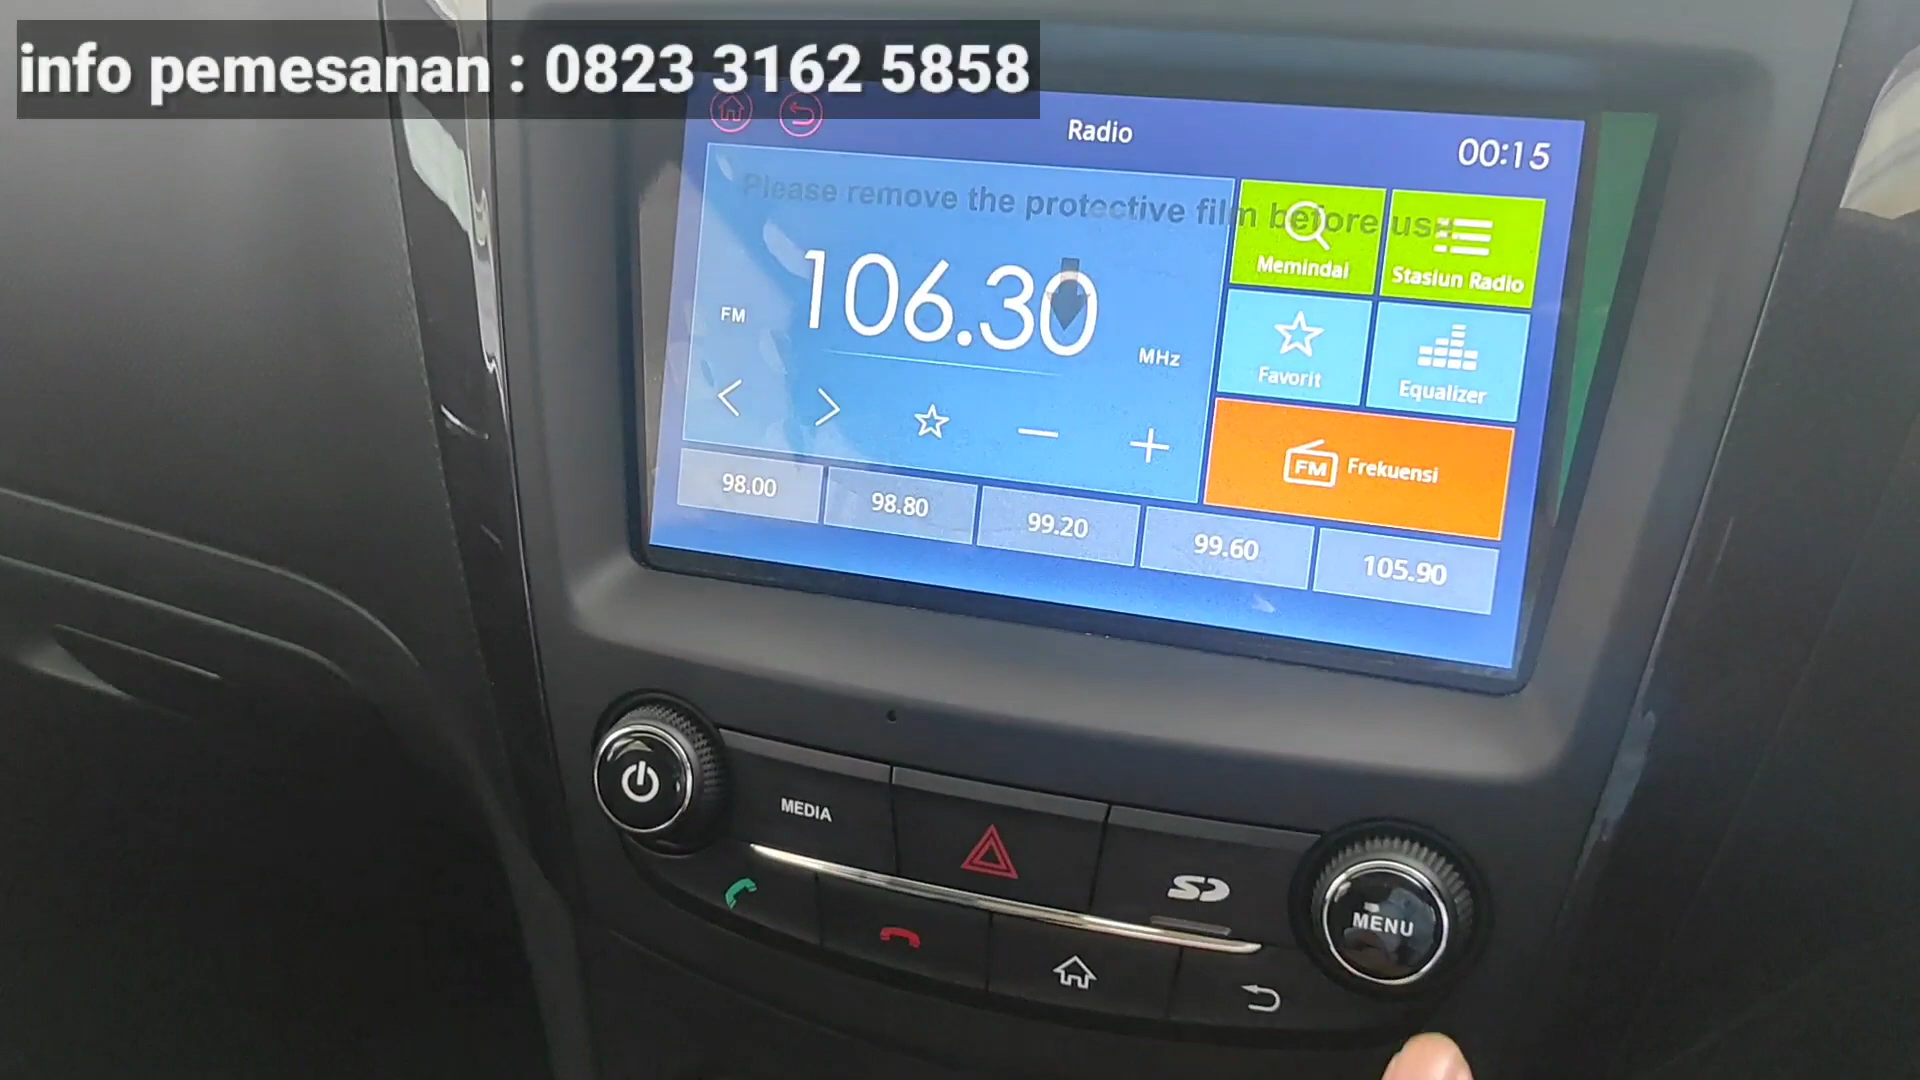 info pemesanan : 0823 3162 5858
Radio
00:15
Please remove the protective film before use
FM
106.30
MHz
Memindai
Stasiun Radio
Favorit
Equalizer
FM Frekuensi
98.00
98.80
99.20
99.60
105.90
MEDIA
SD
MENU